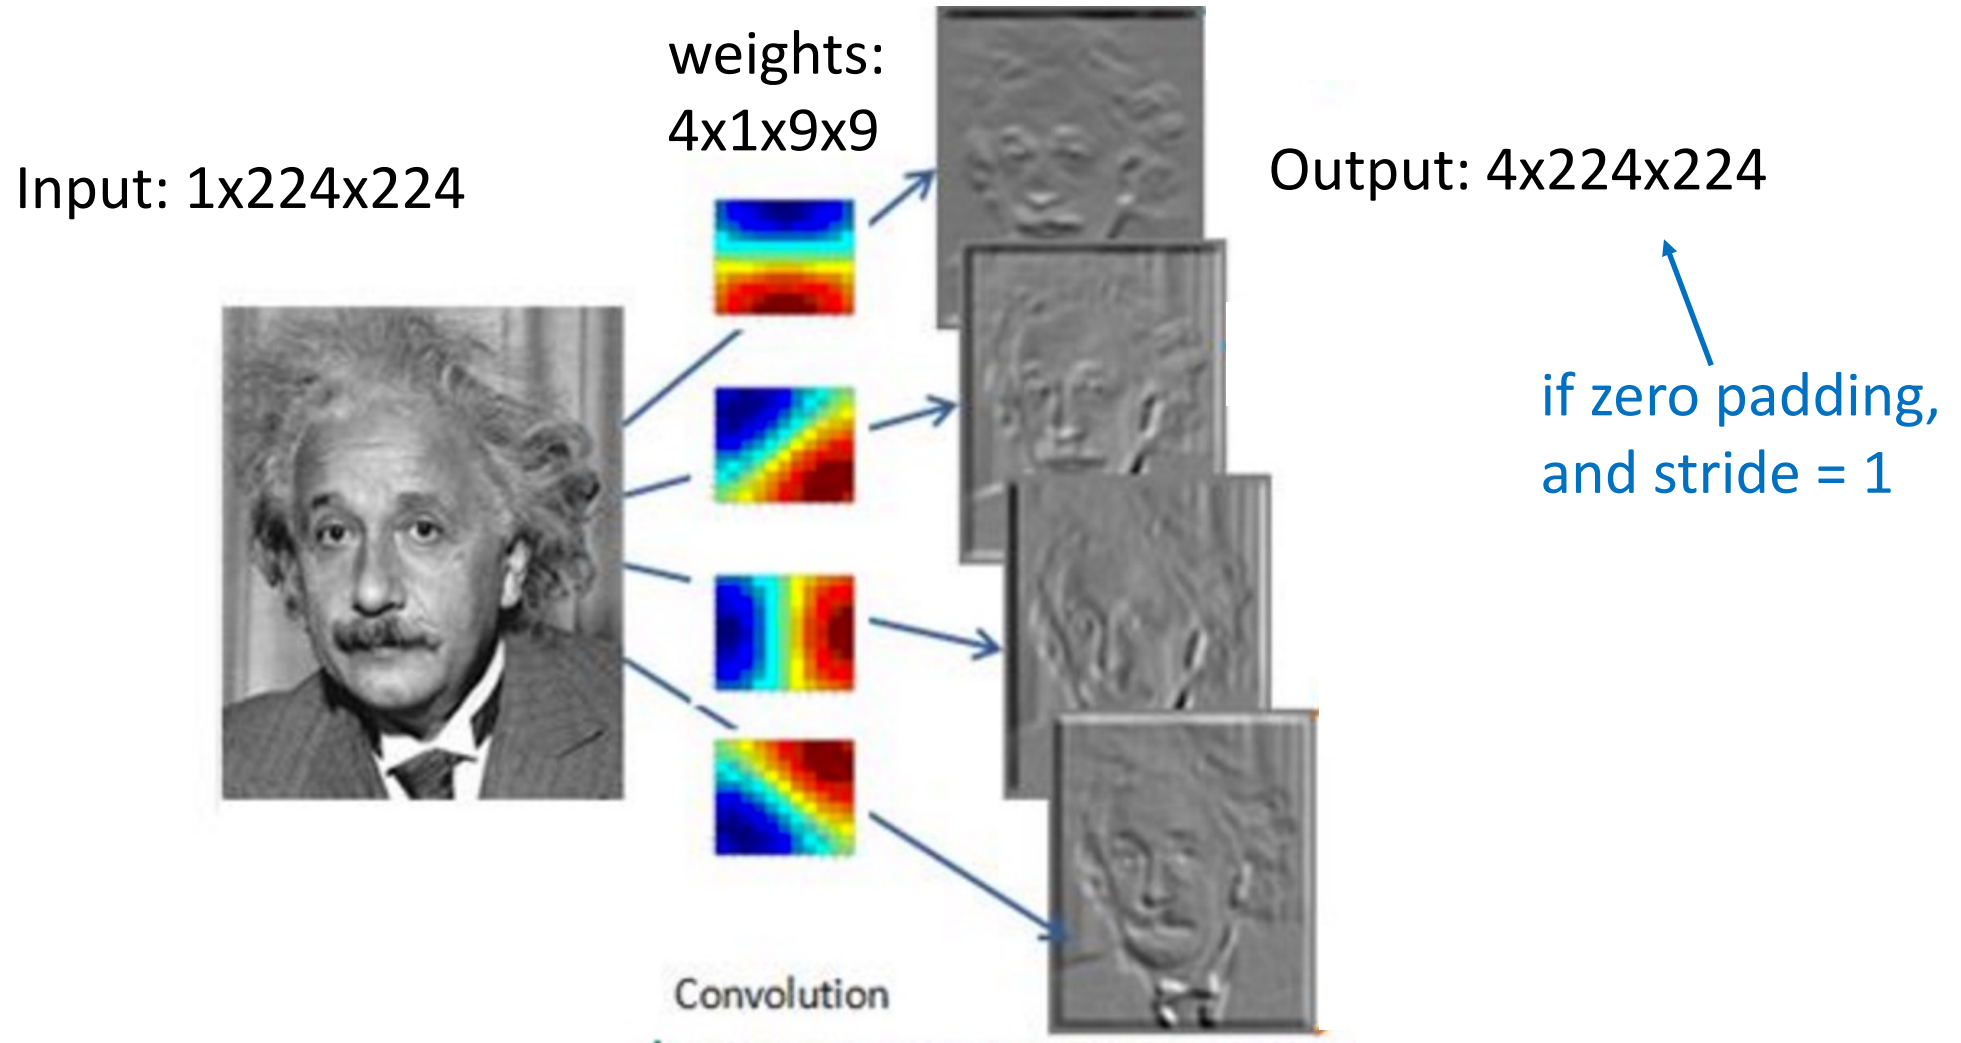 weights:
4x1x9x9
Input: 1x224x224
Output: 4x224x224
if zero padding,
and stride = 1
Convolution